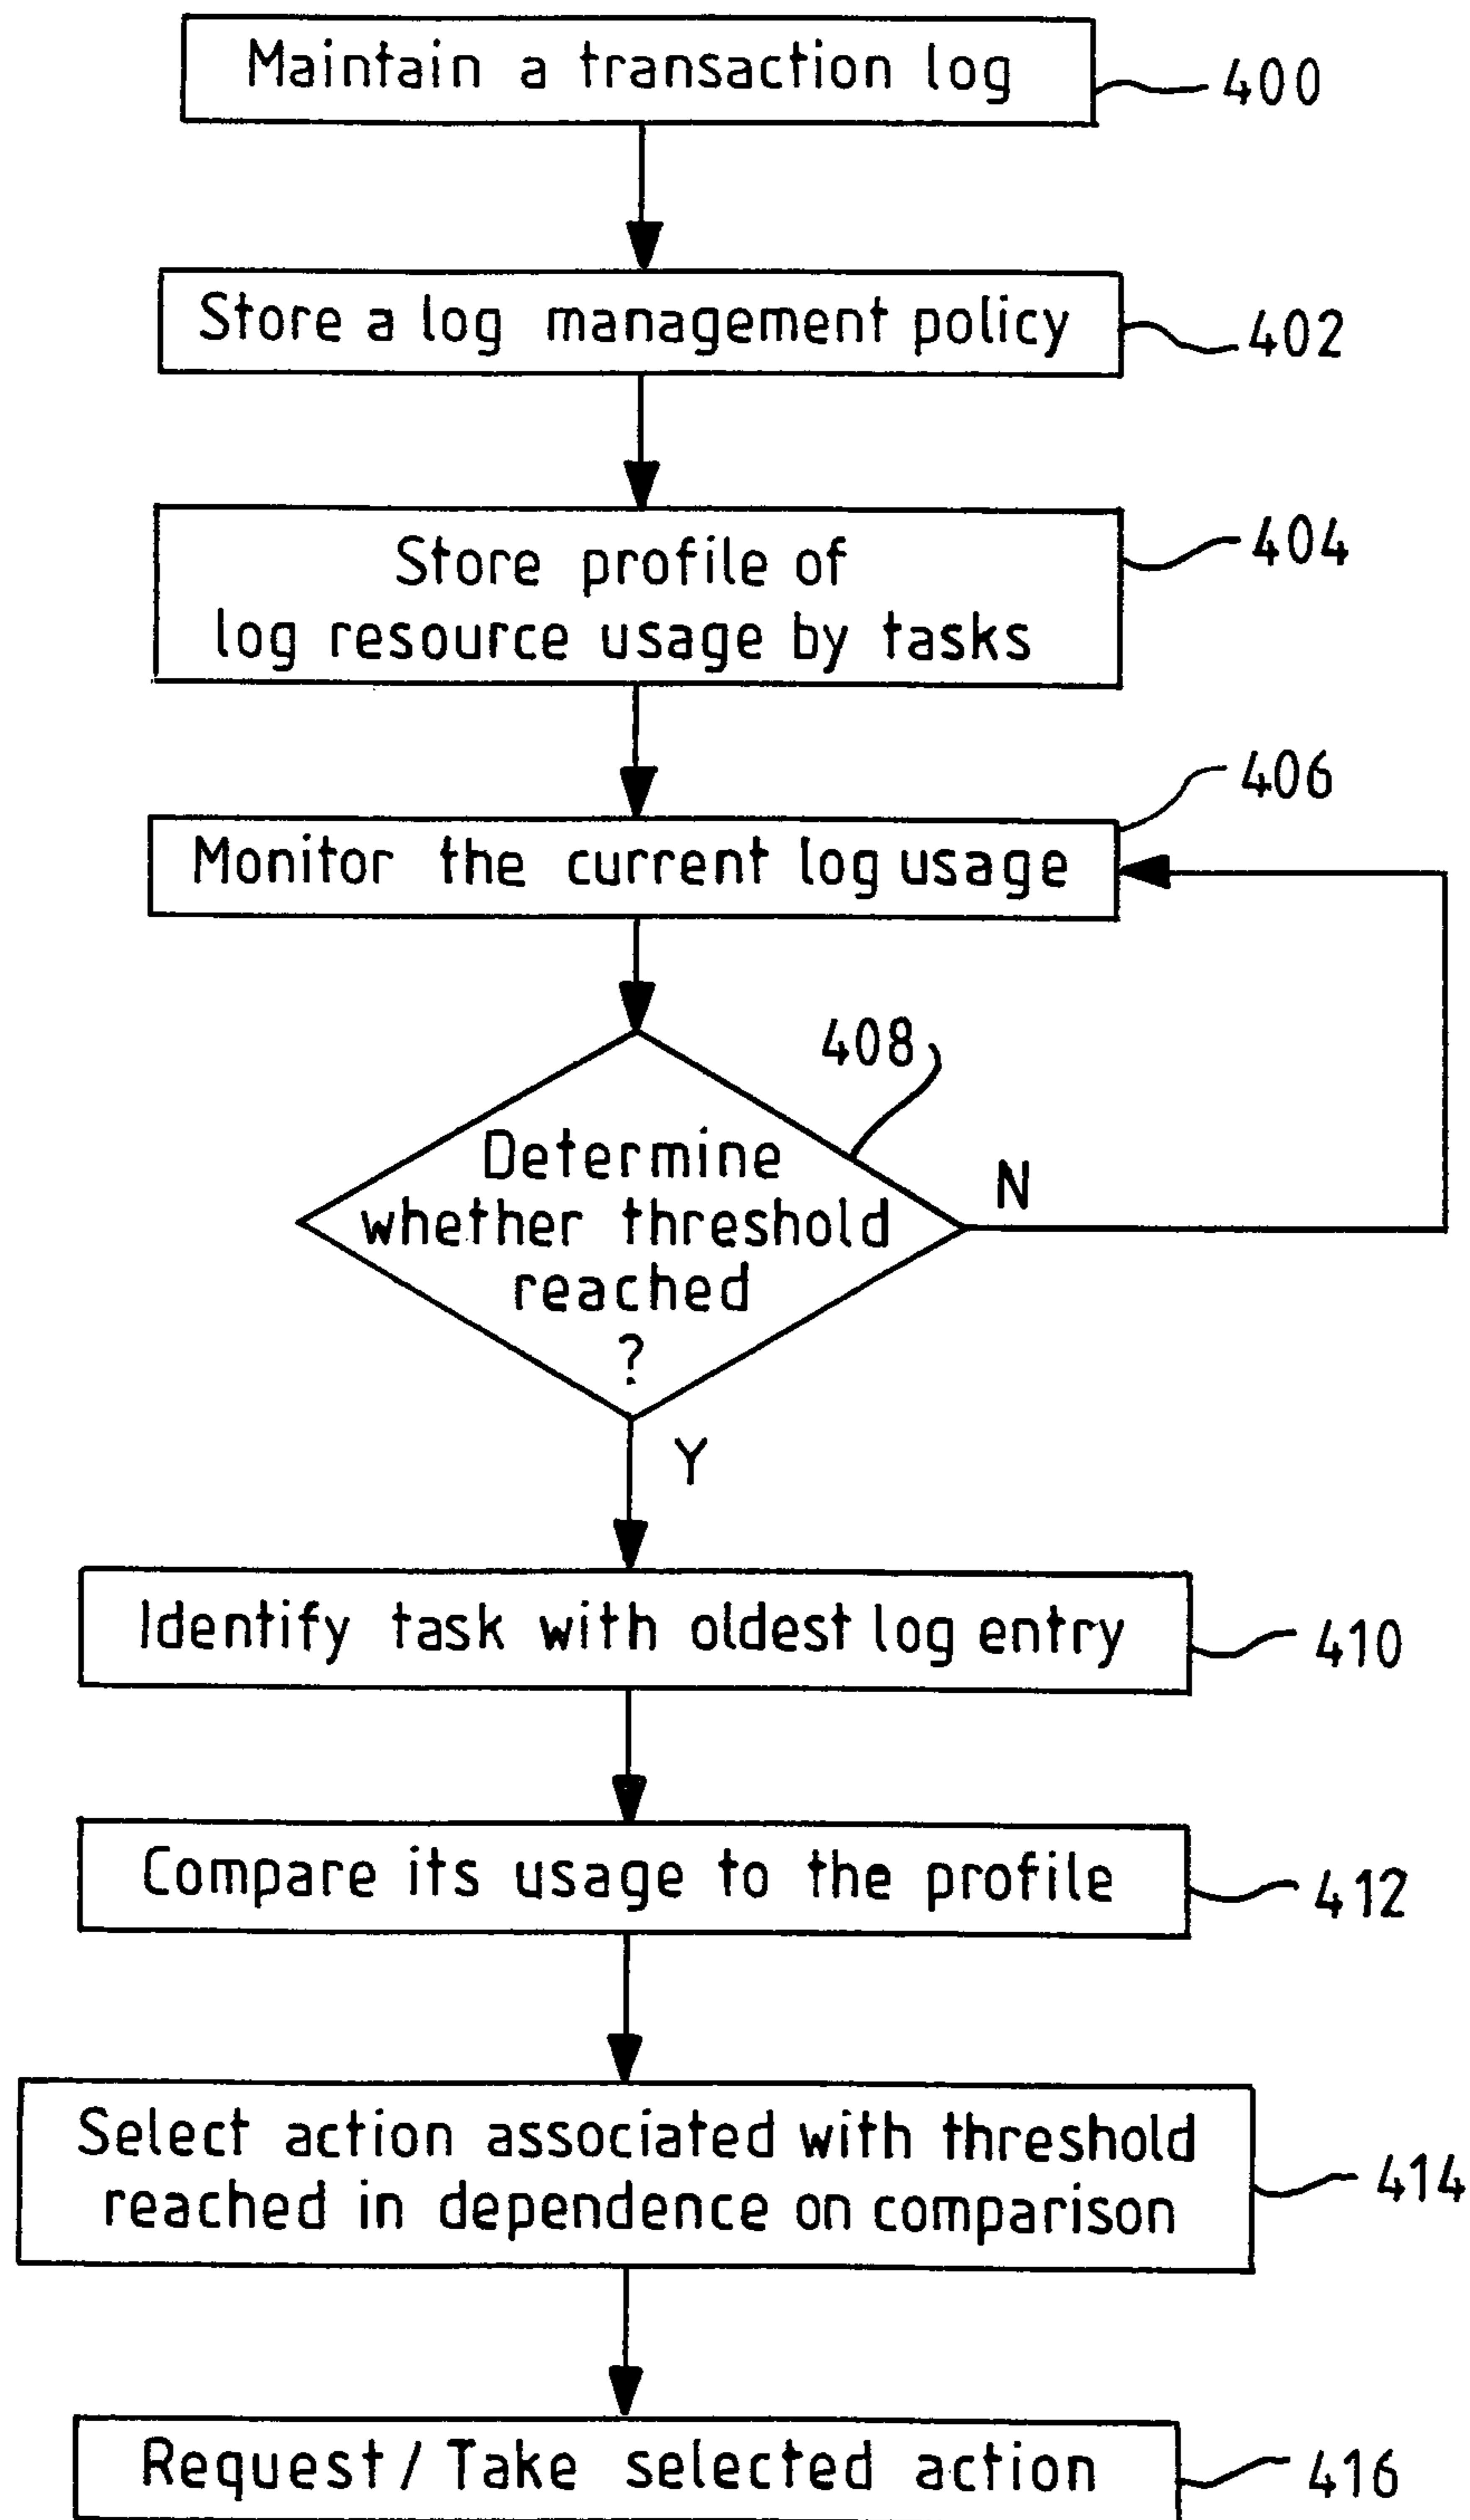 Maintain a transaction log
400
Store a log management policy
402
Store profile of
log resource usage by tasks
404
406
Monitor the current log usage
408
Determine
whether threshold
reached
?
N
Y
Identify task with oldest log entry
410
Compare its usage to the profile
412
Select action associated with threshold
reached in dependence on comparison
414
Request / Take selected action
416